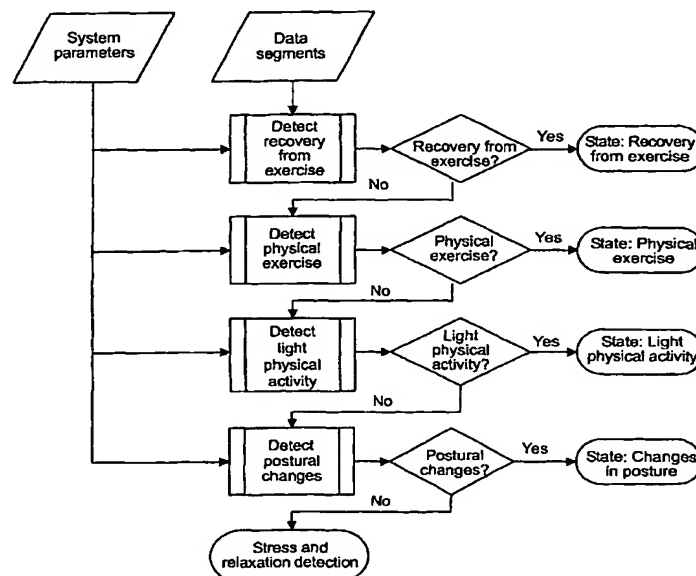 System
parameters
Data
segments
Detect
recovery
from
exercise
Recovery from
exercise?
Yes
State: Recovery
from exercise
No
Detect
physical
exercise
Physical
exercise?
Yes
State: Physical
exercise
No
Detect
light
physical
activity
Light
physical
activity?
Yes
State: Light
physical activity
No
Detect
postural
changes
Postural
changes?
Yes
State: Changes
in posture
No
Stress and
relaxation detection